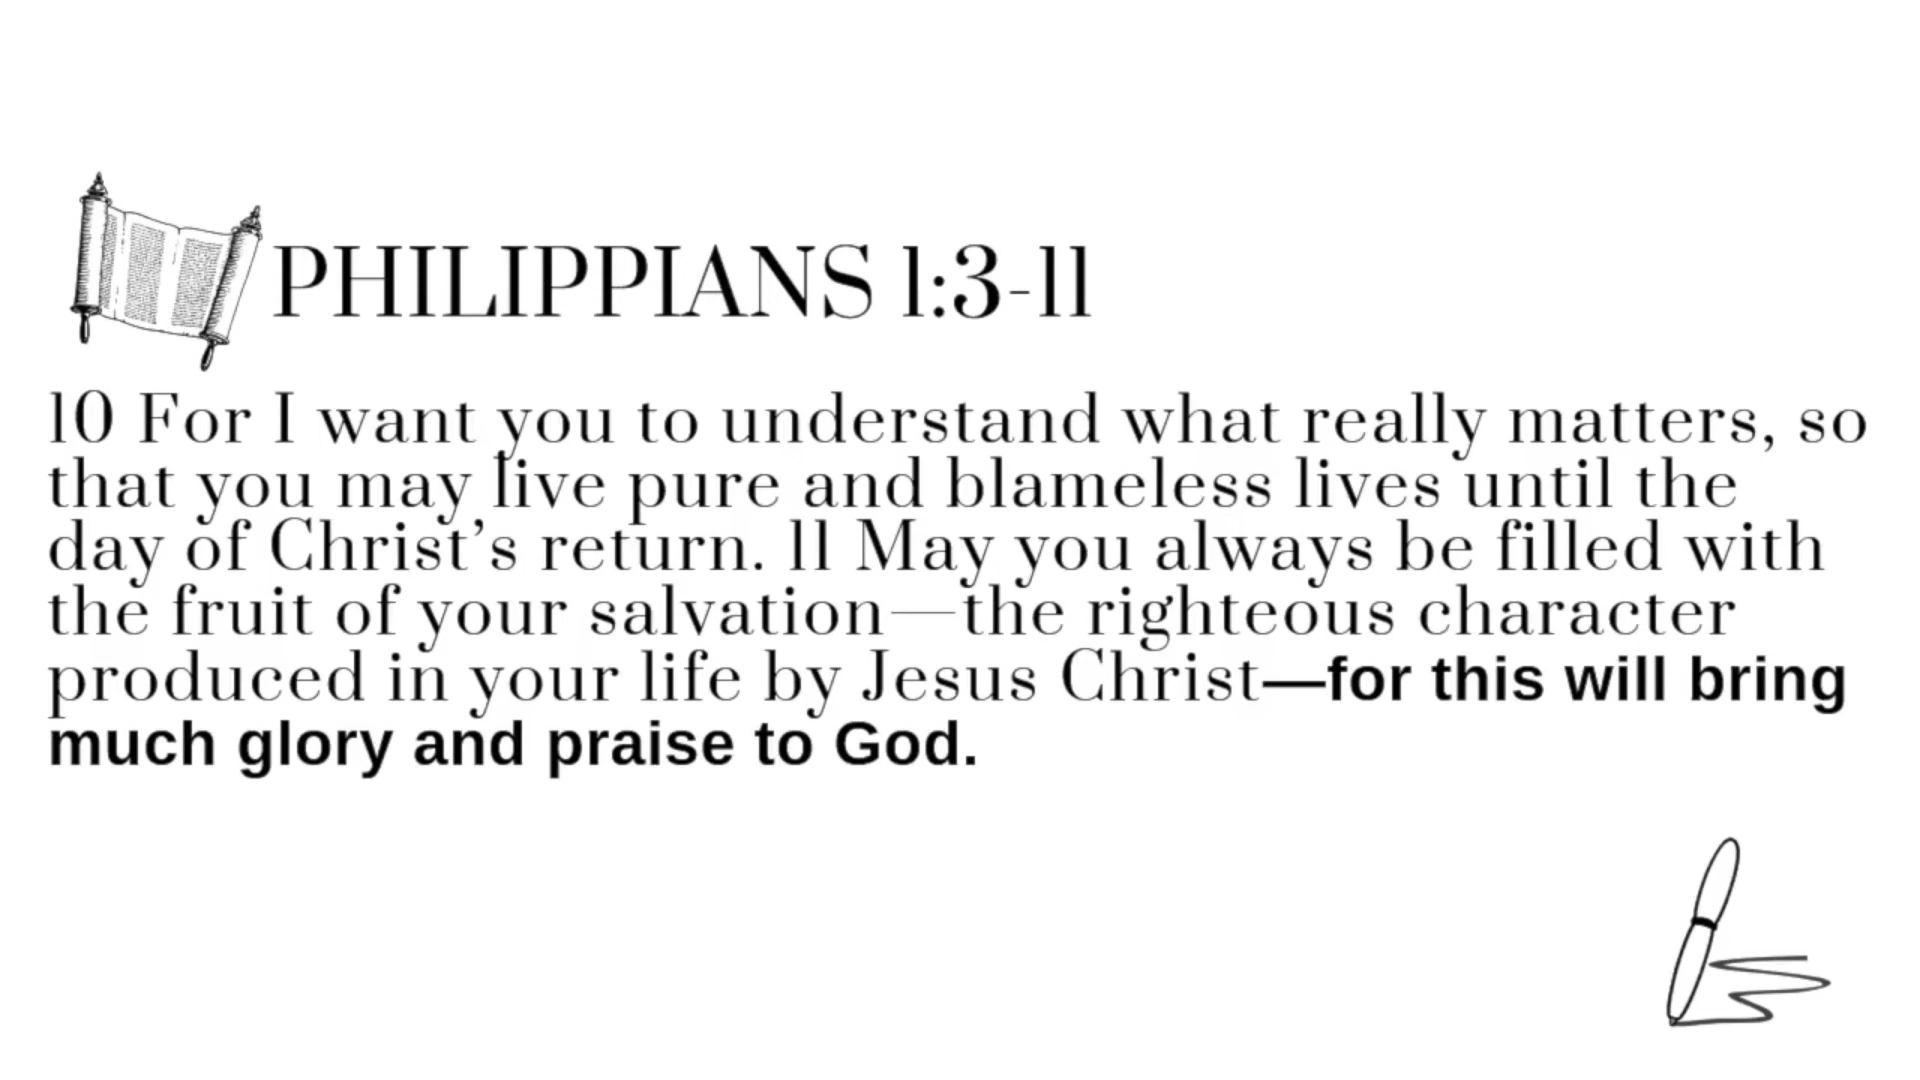 PHILIPPIANS 1:3-11
10 For I want you to understand what really matters, so
that you may live pure and blameless lives until the
day of Christ’s return. 11 May you always be filled with
the fruit of your salvation—the righteous character
produced in your life by Jesus Christ—for this will bring
much glory and praise to God.